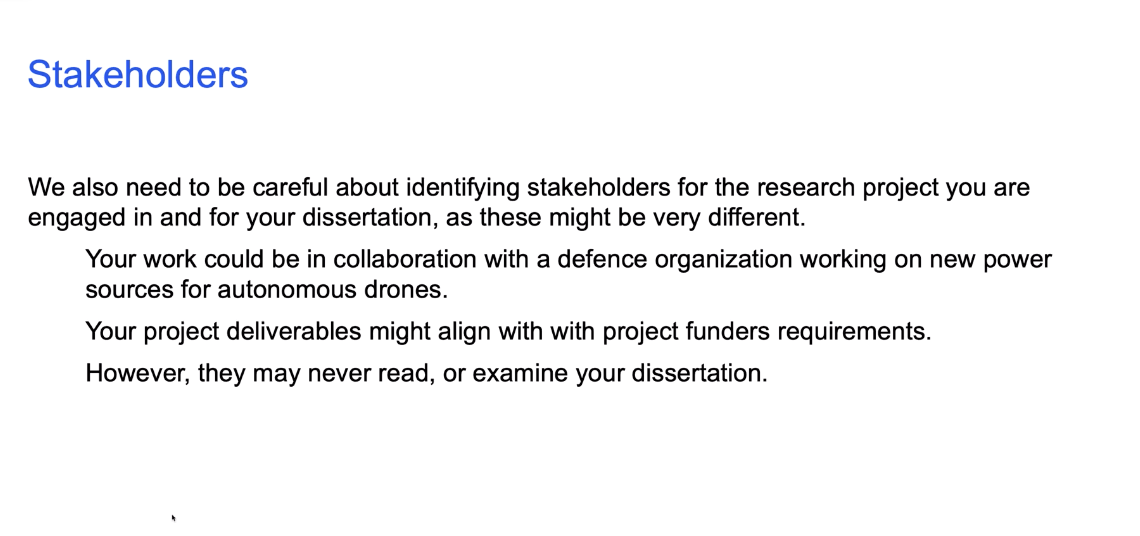 Stakeholders
We also need to be careful about identifying stakeholders for the research project you are
engaged in and for your dissertation, as these might be very different.
Your work could be in collaboration with a defence organization working on new power
sources for autonomous drones.
Your project deliverables might align with with project funders requirements.
However, they may never read, or examine your dissertation.